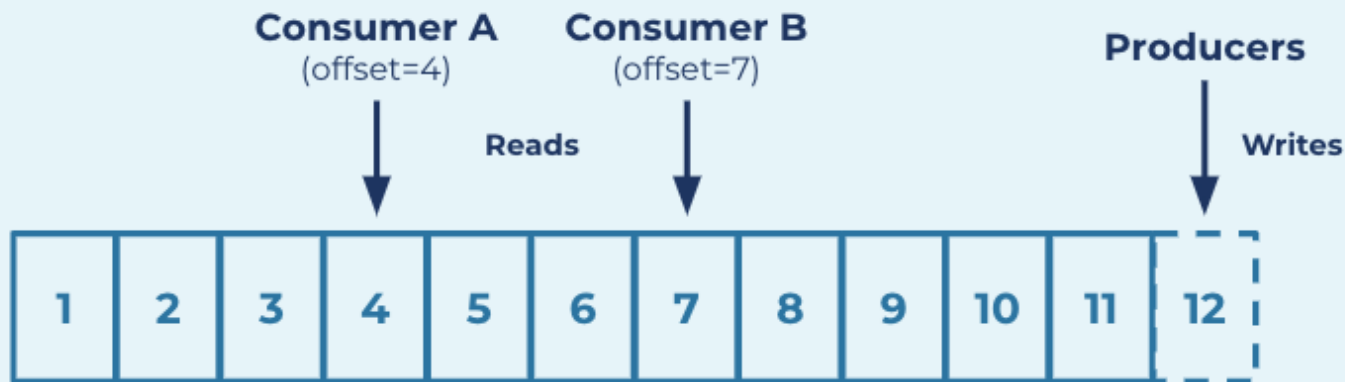 Consumer A
(offset=4)
Consumer B
(offset=7)
Producers
Reads
Writes
1 2 3 4 5 6 7 8 9 10 11 12